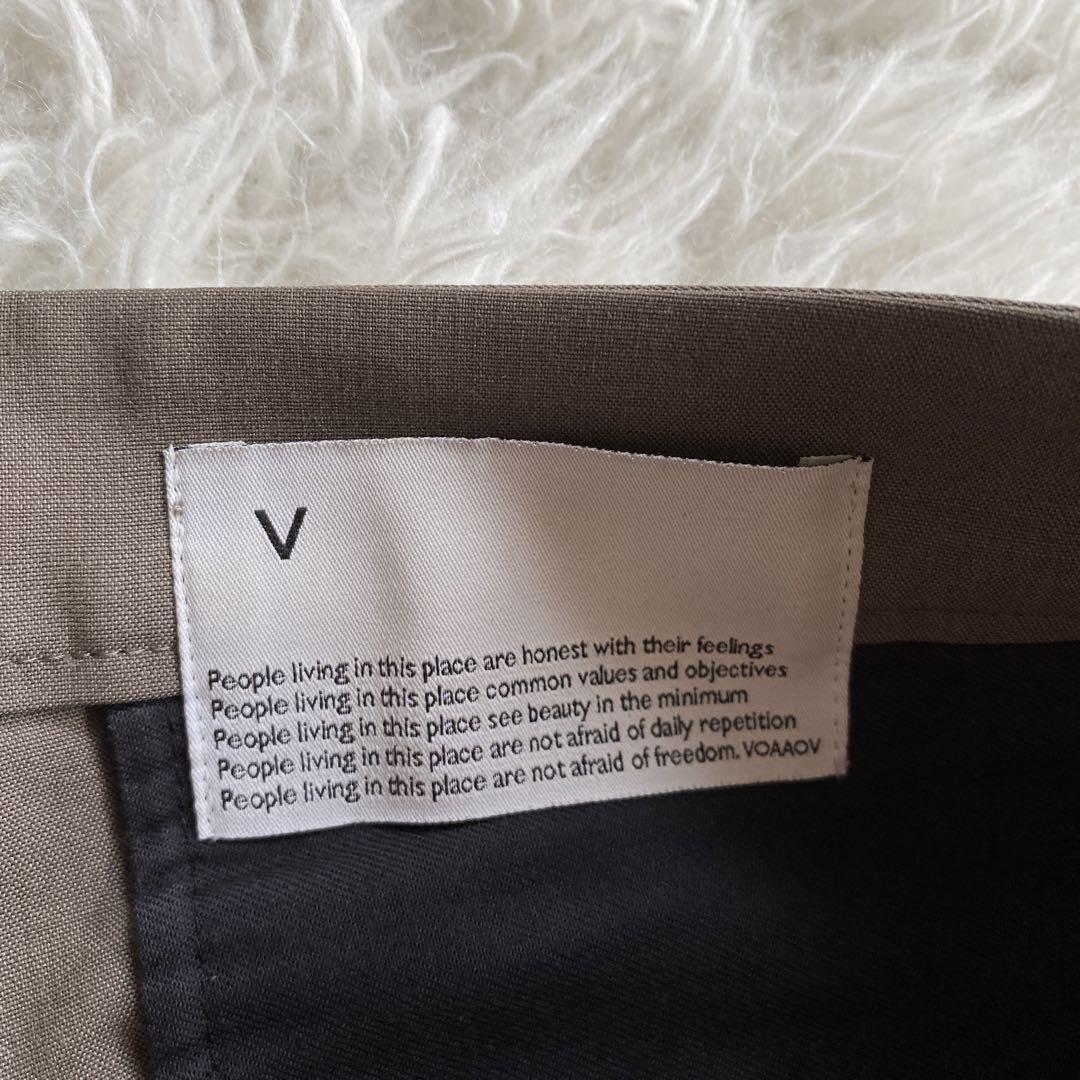 V
People living in this place are honest with their feelings
People living in this place common values and objectives
People living in this place see beauty in the minimum
People living in this place are not afraid of daily repetition
People living in this place are not afraid of freedom. VOAAOV